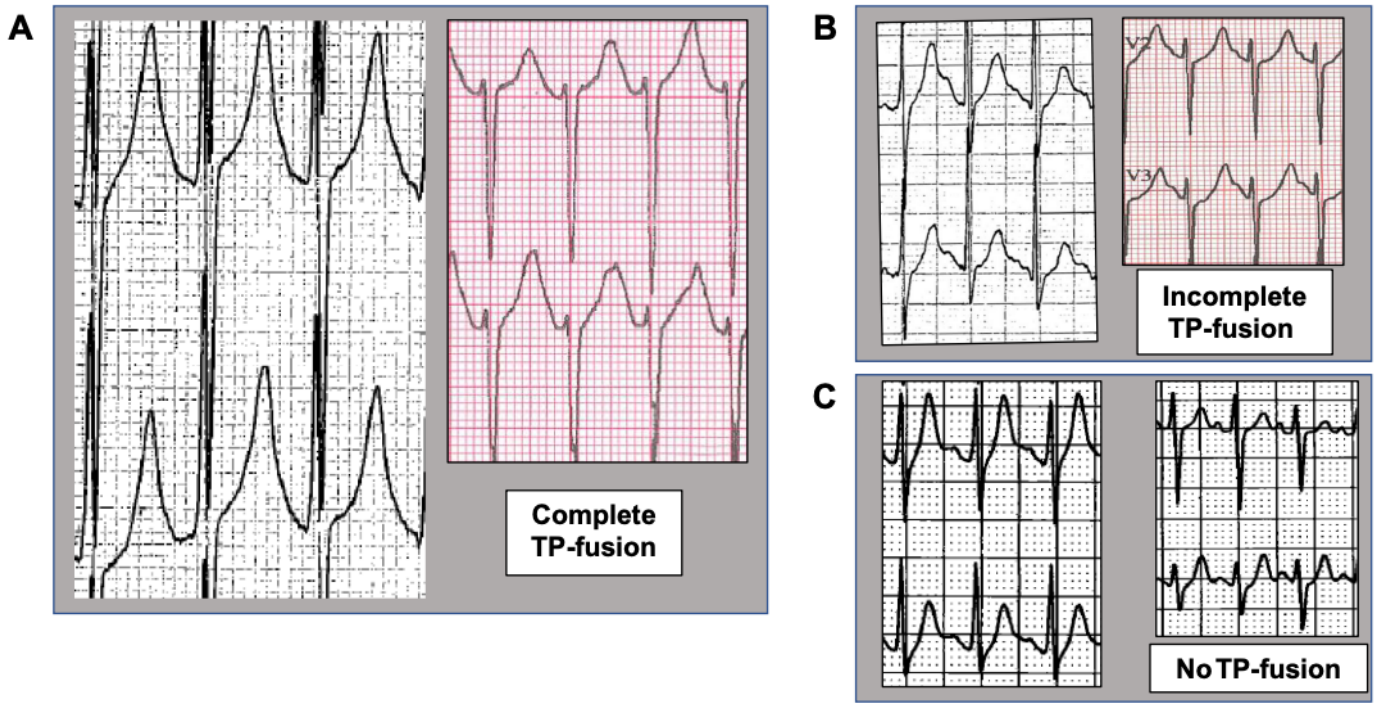 A
Complete
TP-fusion
B
V2
V3
Incomplete
TP-fusion
C
No TP-fusion